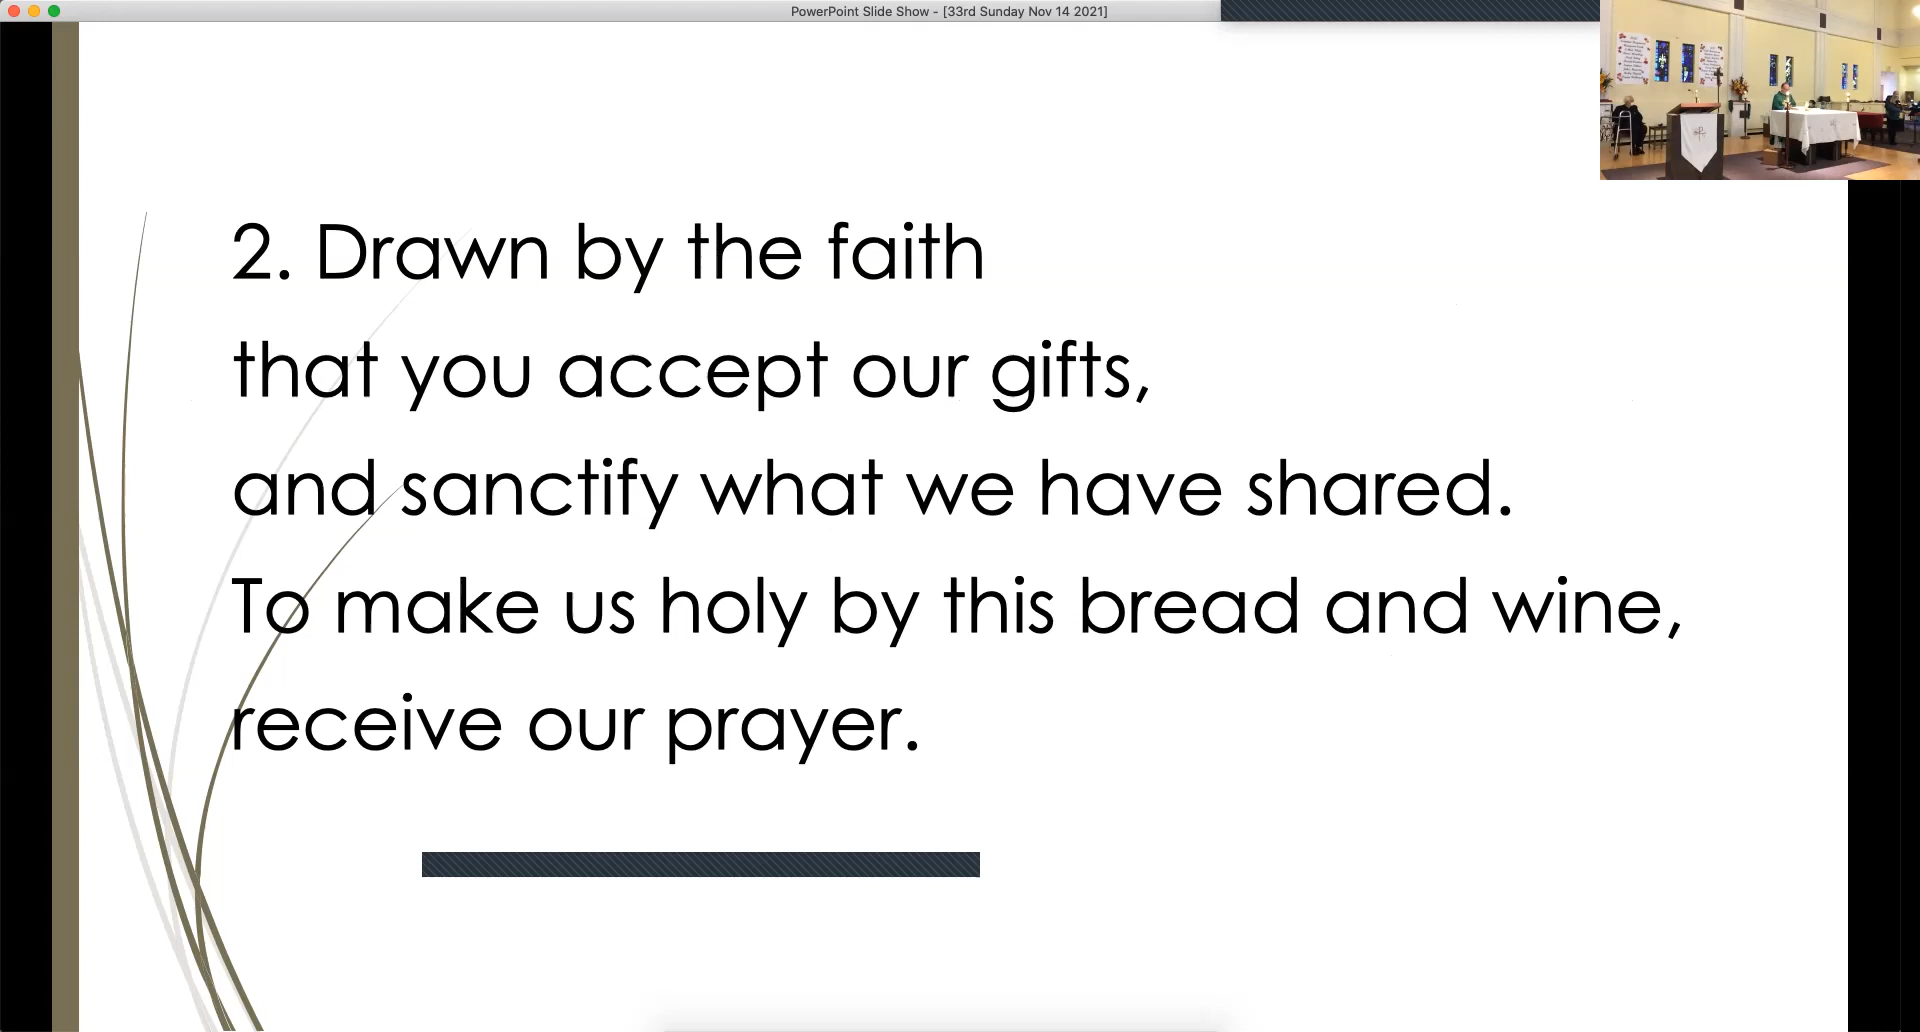 PowerPoint Slide Show - [33rd Sunday Nov 14 2021]
2. Drawn by the faith
that you accept our gifts,
and sanctify what we have shared.
To make us holy by this bread and wine,
receive our prayer.